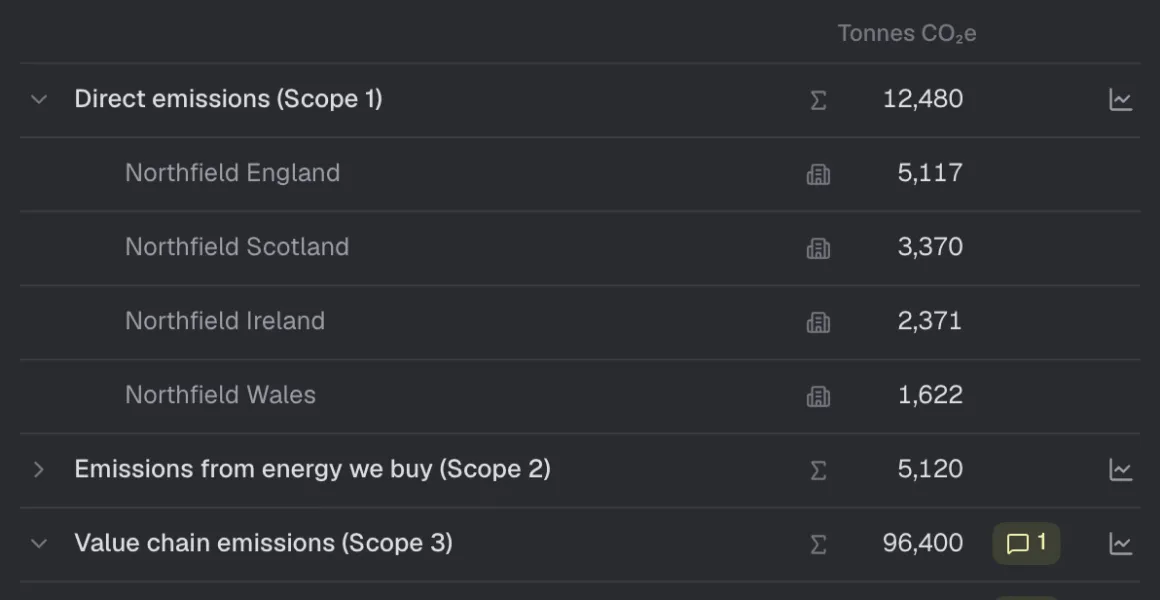 Tonnes CO₂e
Direct emissions (Scope 1) Σ 12,480
Northfield England 5,117
Northfield Scotland 3,370
Northfield Ireland 2,371
Northfield Wales 1,622
Emissions from energy we buy (Scope 2) Σ 5,120
Value chain emissions (Scope 3) Σ 96,400 1